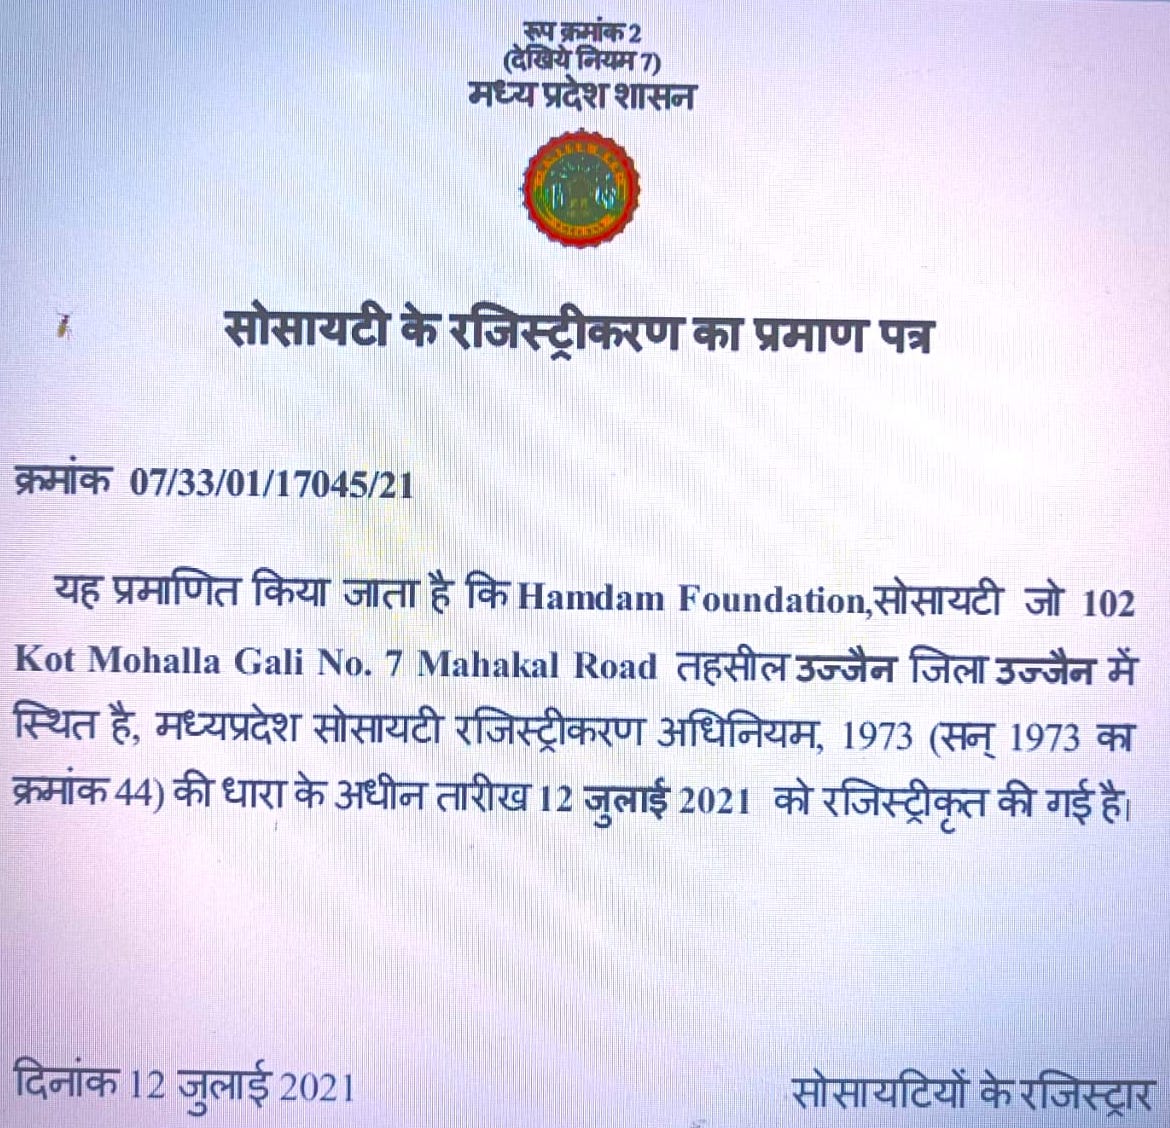 रूप क्रमांक 2
(देखिये नियम 7)
मध्य प्रदेश शासन
सोसायटी के रजिस्ट्रीकरण का प्रमाण पत्र
क्रमांक 07/33/01/17045/21
यह प्रमाणित किया जाता है कि Hamdam Foundation,सोसायटी जो 102
Kot Mohalla Gali No. 7 Mahakal Road तहसील उज्जैन जिला उज्जैन में
स्थित है, मध्यप्रदेश सोसायटी रजिस्ट्रीकरण अधिनियम, 1973 (सन् 1973 का
क्रमांक 44) की धारा के अधीन तारीख 12 जुलाई 2021 को रजिस्ट्रीकृत की गई है।
दिनांक 12 जुलाई 2021
सोसायटियों के रजिस्ट्रार